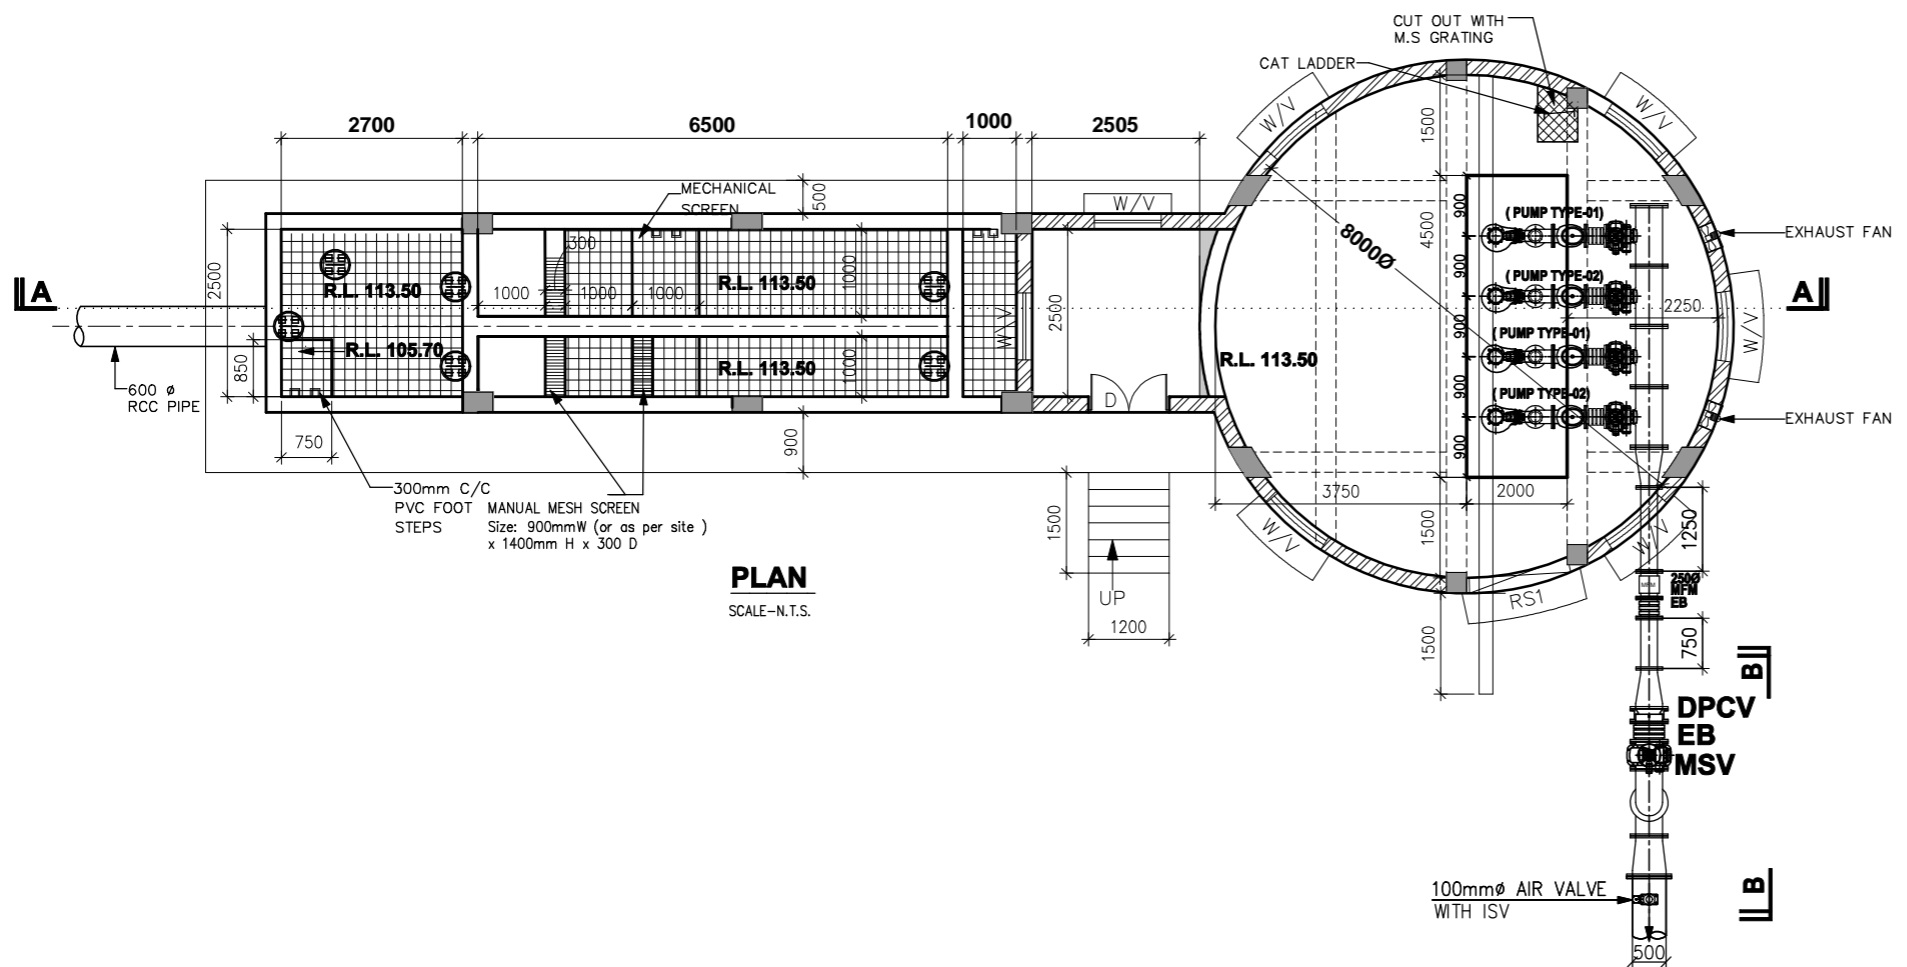 CUT OUT WITH
M.S GRATING
CAT LADDER
W/V
W/V
2700
6500
1000
2505
1500
MECHANICAL
SCREEN
500
W/V
900
(PUMP TYPE-01)
EXHAUST FAN
8000Ø
4500
300
2500
R.L. 113.50
1000
1000
1000
R.L. 113.50
1000
2500
900
(PUMP TYPE-02)
2250
A
A
W/V
W/V
R.L. 105.70
850
R.L. 113.50
1000
R.L. 113.50
900
(PUMP TYPE-01)
900
(PUMP TYPE-02)
EXHAUST FAN
600 Ø
RCC PIPE
D
750
900
900
300mm C/C
PVC FOOT
STEPS
MANUAL MESH SCREEN
Size: 900mmW (or as per site )
x 1400mm H x 300 D
3750
2000
1500
1500
1250
W/V
W/V
UP
1200
RS1
MFM
250Ø
MFM
EB
1500
750
PLAN
SCALE-N.T.S.
B
DPCV
EB
MSV
100mmø AIR VALVE
WITH ISV
B
500